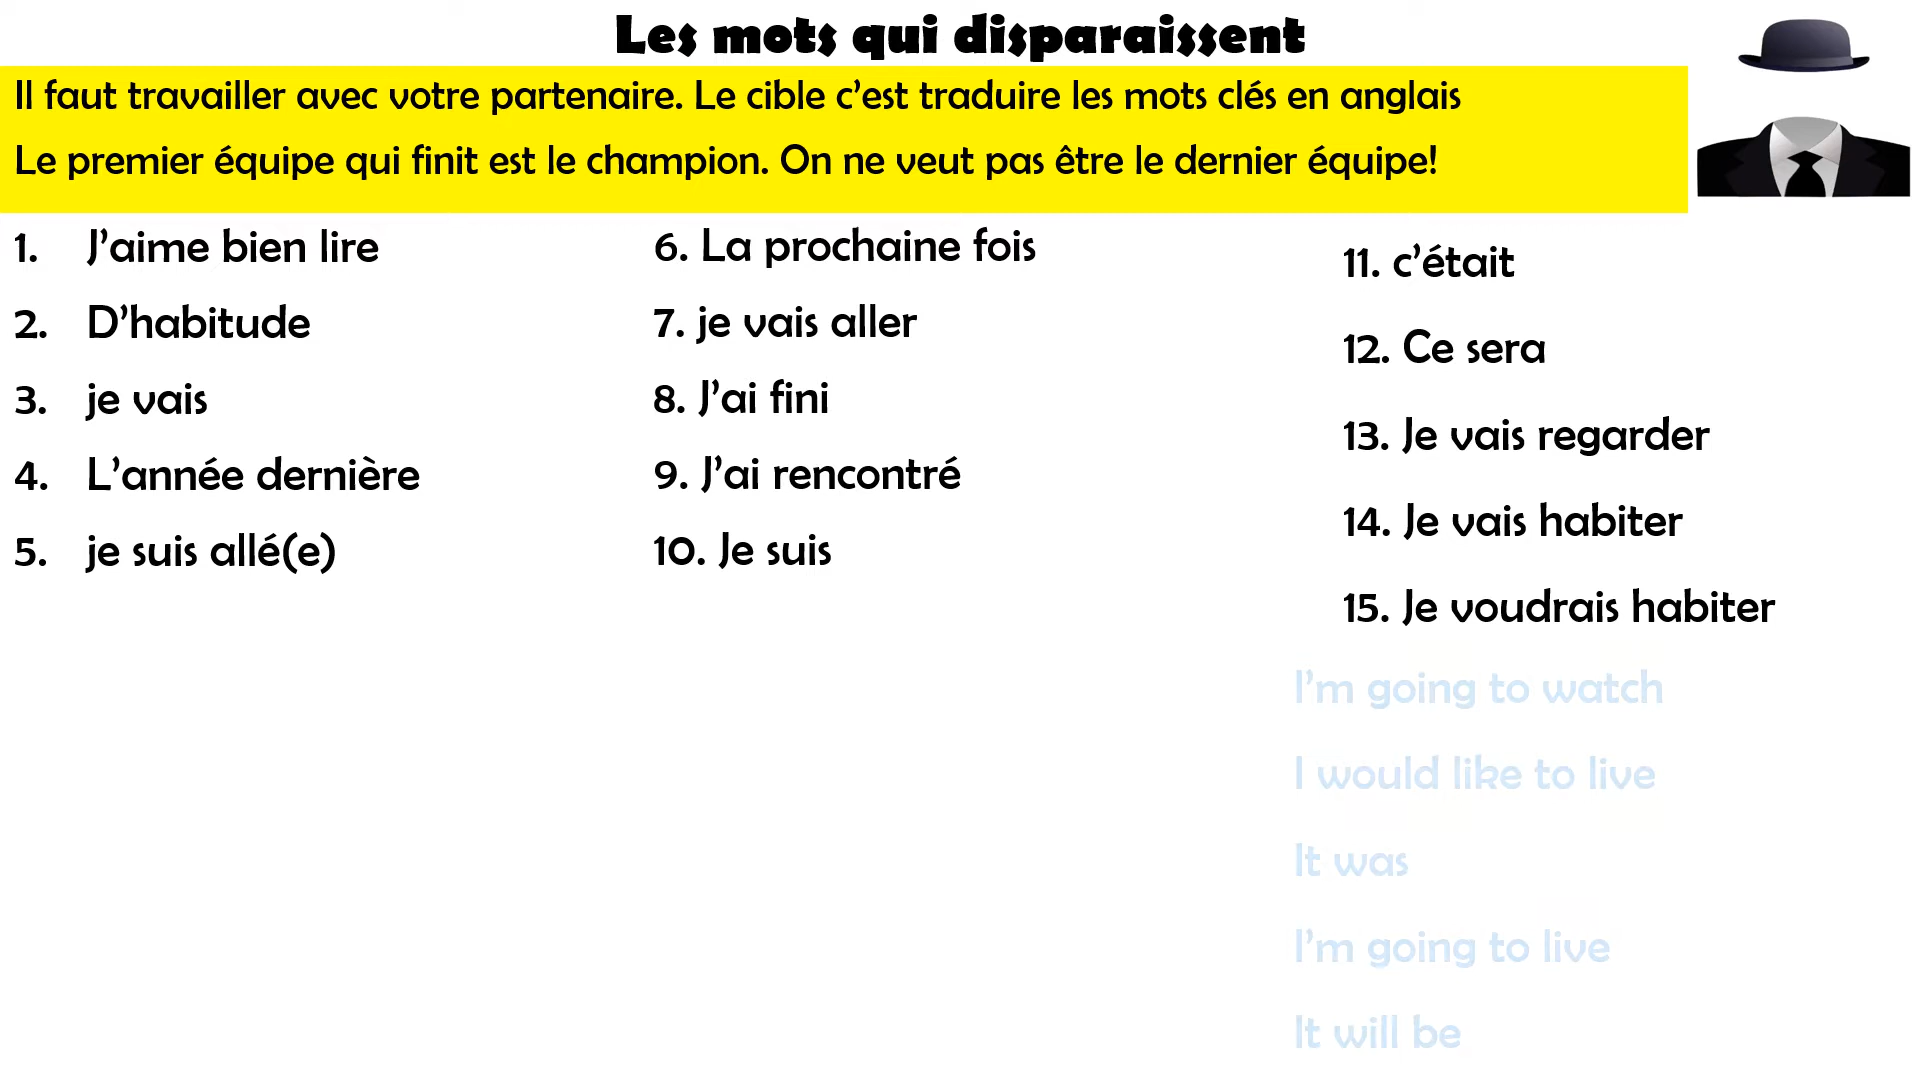 Les mots qui disparaissent
Il faut travailler avec votre partenaire. Le cible c’est traduire les mots clés en anglais
Le premier équipe qui finit est le champion. On ne veut pas être le dernier équipe!
1. J’aime bien lire
2. D’habitude
3. je vais
4. L’année dernière
5. je suis allé(e)
6. La prochaine fois
7. je vais aller
8. J’ai fini
9. J’ai rencontré
10. Je suis
11. c’était
12. Ce sera
13. Je vais regarder
14. Je vais habiter
15. Je voudrais habiter
I’m going to watch
I would like to live
It was
I’m going to live
It will be